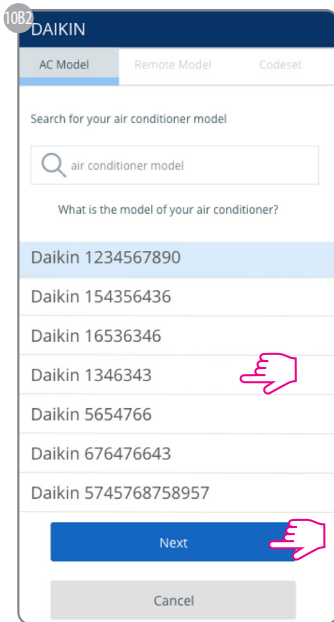 10B2
DAIKIN
AC Model Remote Model Codeset
Search for your air conditioner model
air conditioner model
What is the model of your air conditioner?
Daikin 1234567890
Daikin 154356436
Daikin 16536346
Daikin 1346343
Daikin 5654766
Daikin 676476643
Daikin 5745768758957
Next
Cancel